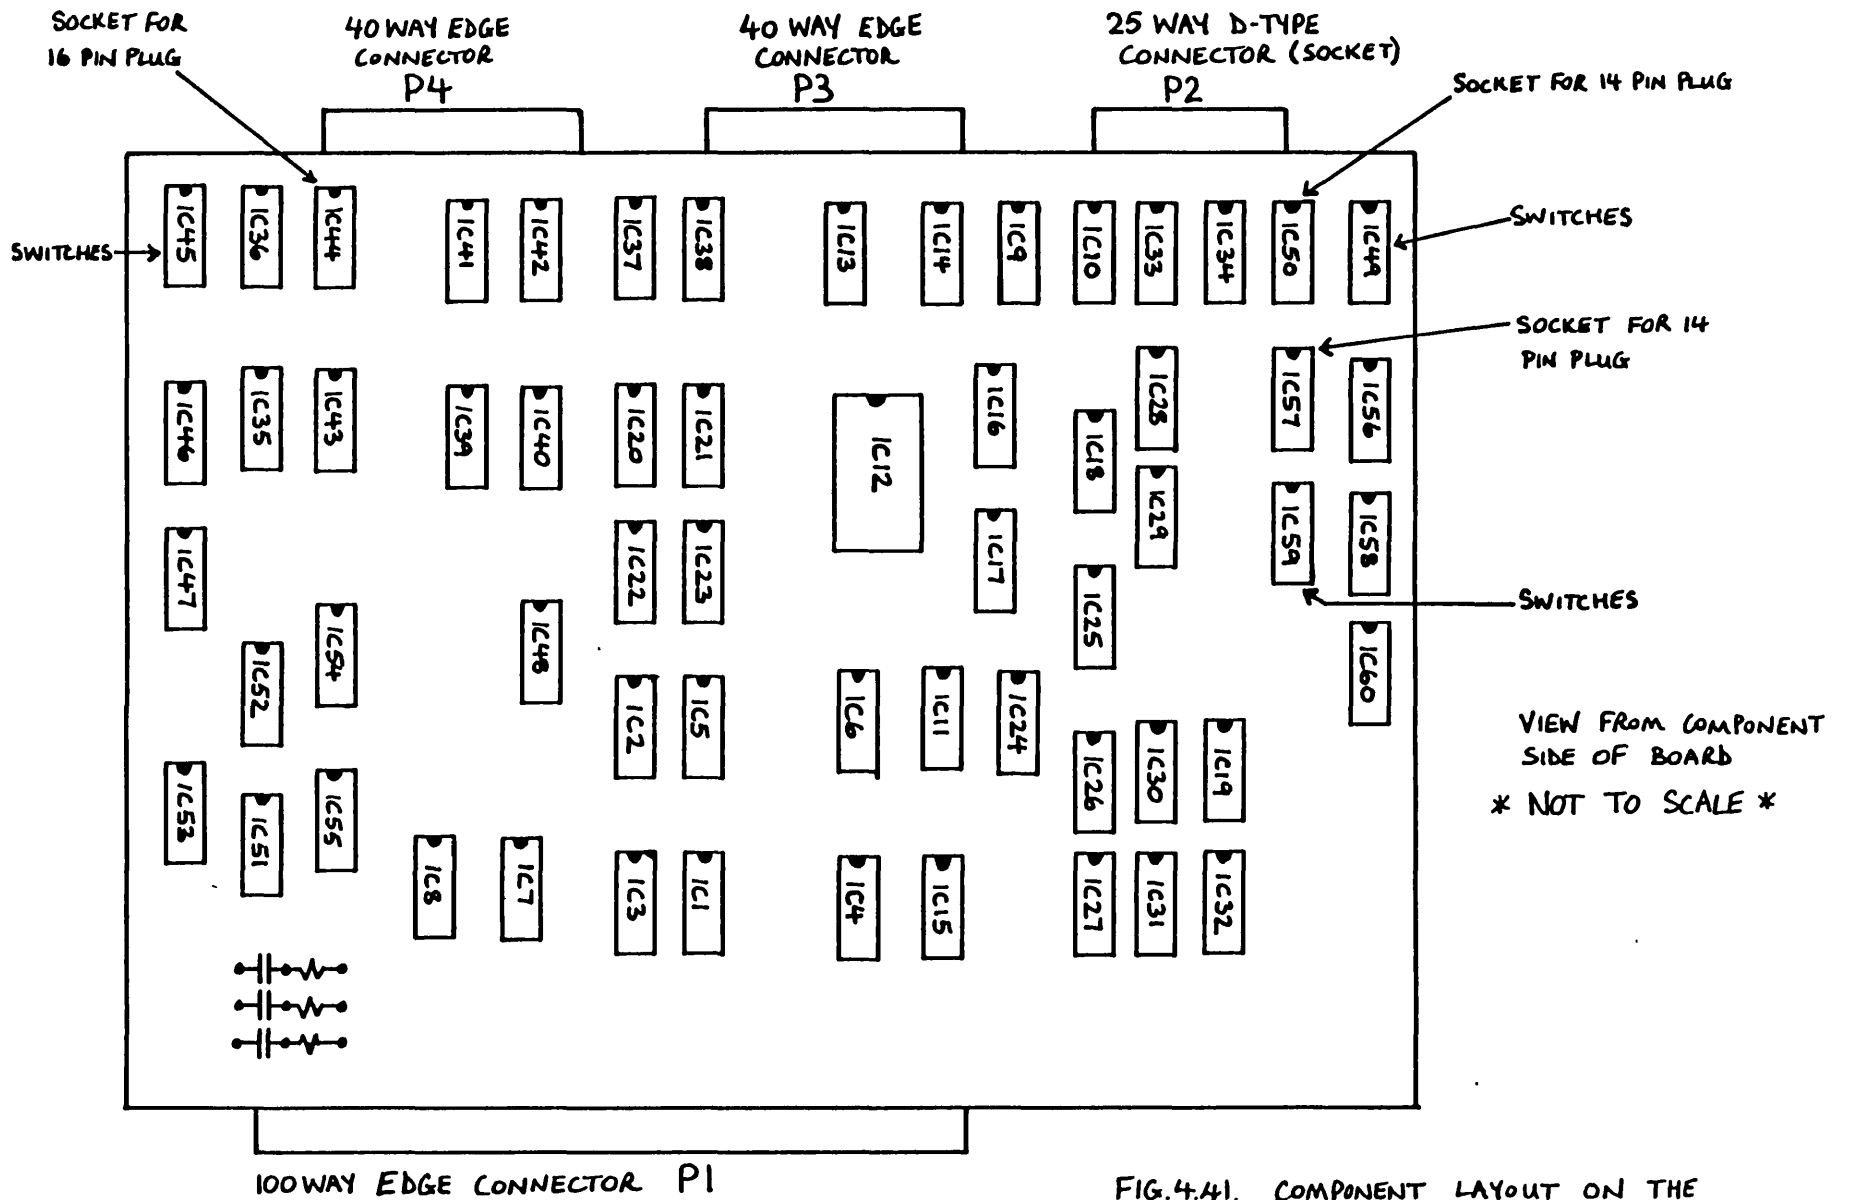 SOCKET FOR
16 PIN PLUG
40 WAY EDGE
CONNECTOR
P4
40 WAY EDGE
CONNECTOR
P3
25 WAY D-TYPE
CONNECTOR (SOCKET)
P2
SOCKET FOR 14 PIN PLUG
IC45
IC36
IC44
IC41
IC42
IC37
IC38
IC13
IC14
IC9
IC10
IC33
IC34
IC50
IC49
SWITCHES
SWITCHES
SOCKET FOR 14
PIN PLUG
IC46
IC35
IC43
IC39
IC40
IC20
IC21
IC12
IC16
IC18
IC28
IC57
IC56
IC47
IC22
IC23
IC17
IC29
IC59
IC58
SWITCHES
IC52
IC54
IC48
IC2
IC5
IC6
IC11
IC24
IC25
IC60
IC26
IC30
IC19
VIEW FROM COMPONENT
SIDE OF BOARD
* NOT TO SCALE *
IC53
IC51
IC55
IC8
IC7
IC3
IC1
IC4
IC15
IC27
IC31
IC32
100 WAY EDGE CONNECTOR P1
FIG.4.41. COMPONENT LAYOUT ON THE